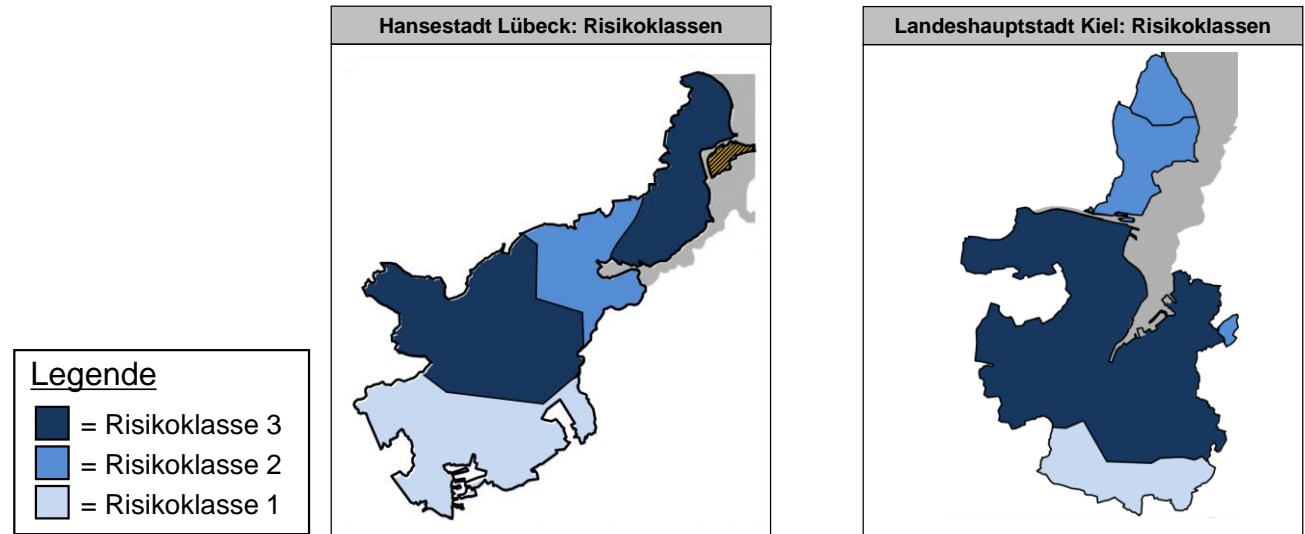 Hansestadt Lübeck: Risikoklassen
Landeshauptstadt Kiel: Risikoklassen
Legende
= Risikoklasse 3
= Risikoklasse 2
= Risikoklasse 1